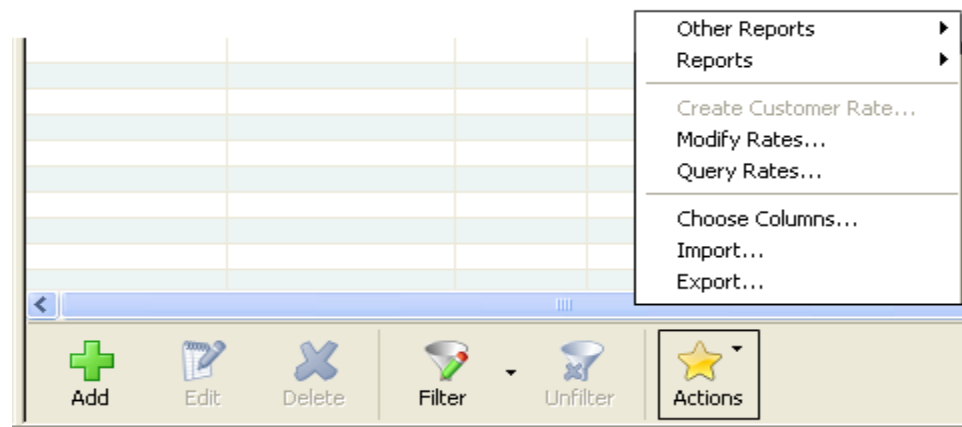 Other Reports
Reports
Create Customer Rate...
Modify Rates...
Query Rates...
Choose Columns...
Import...
Export...
Add Edit Delete Filter Unfilter Actions